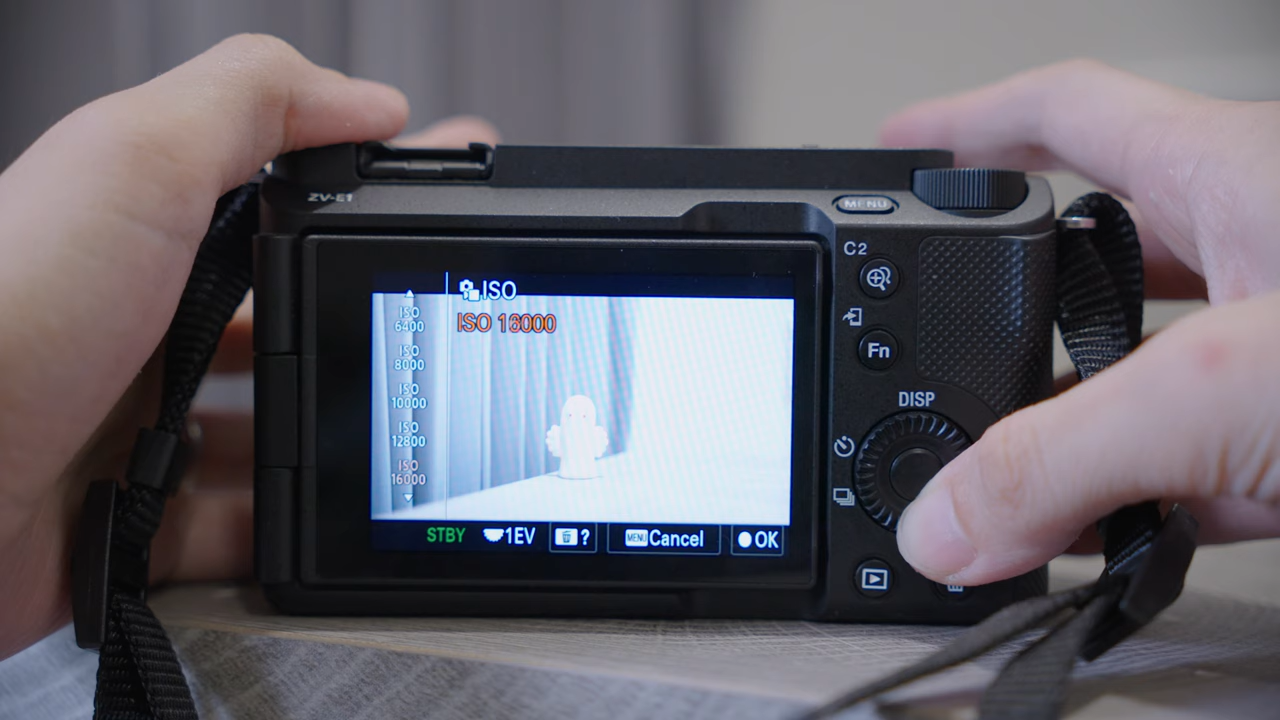 ZV-E1
MENU
C2
ISO
ISO 16000
ISO
6400
ISO
8000
ISO
10000
ISO
12800
ISO
16000
Fn
DISP
STBY
1EV
?
MENU Cancel
OK